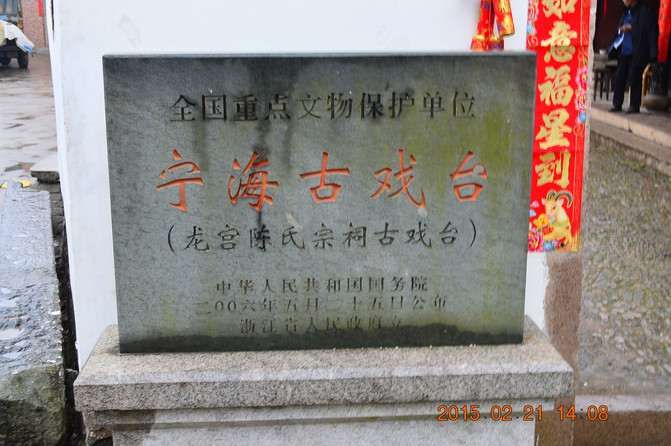 全国重点文物保护单位
宁海古戏台
（龙宫陈氏宗祠古戏台）
中华人民共和国国务院
二00六年五月二十五日公布
浙江省人民政府立
如意福星到
2015.02.21 14:08